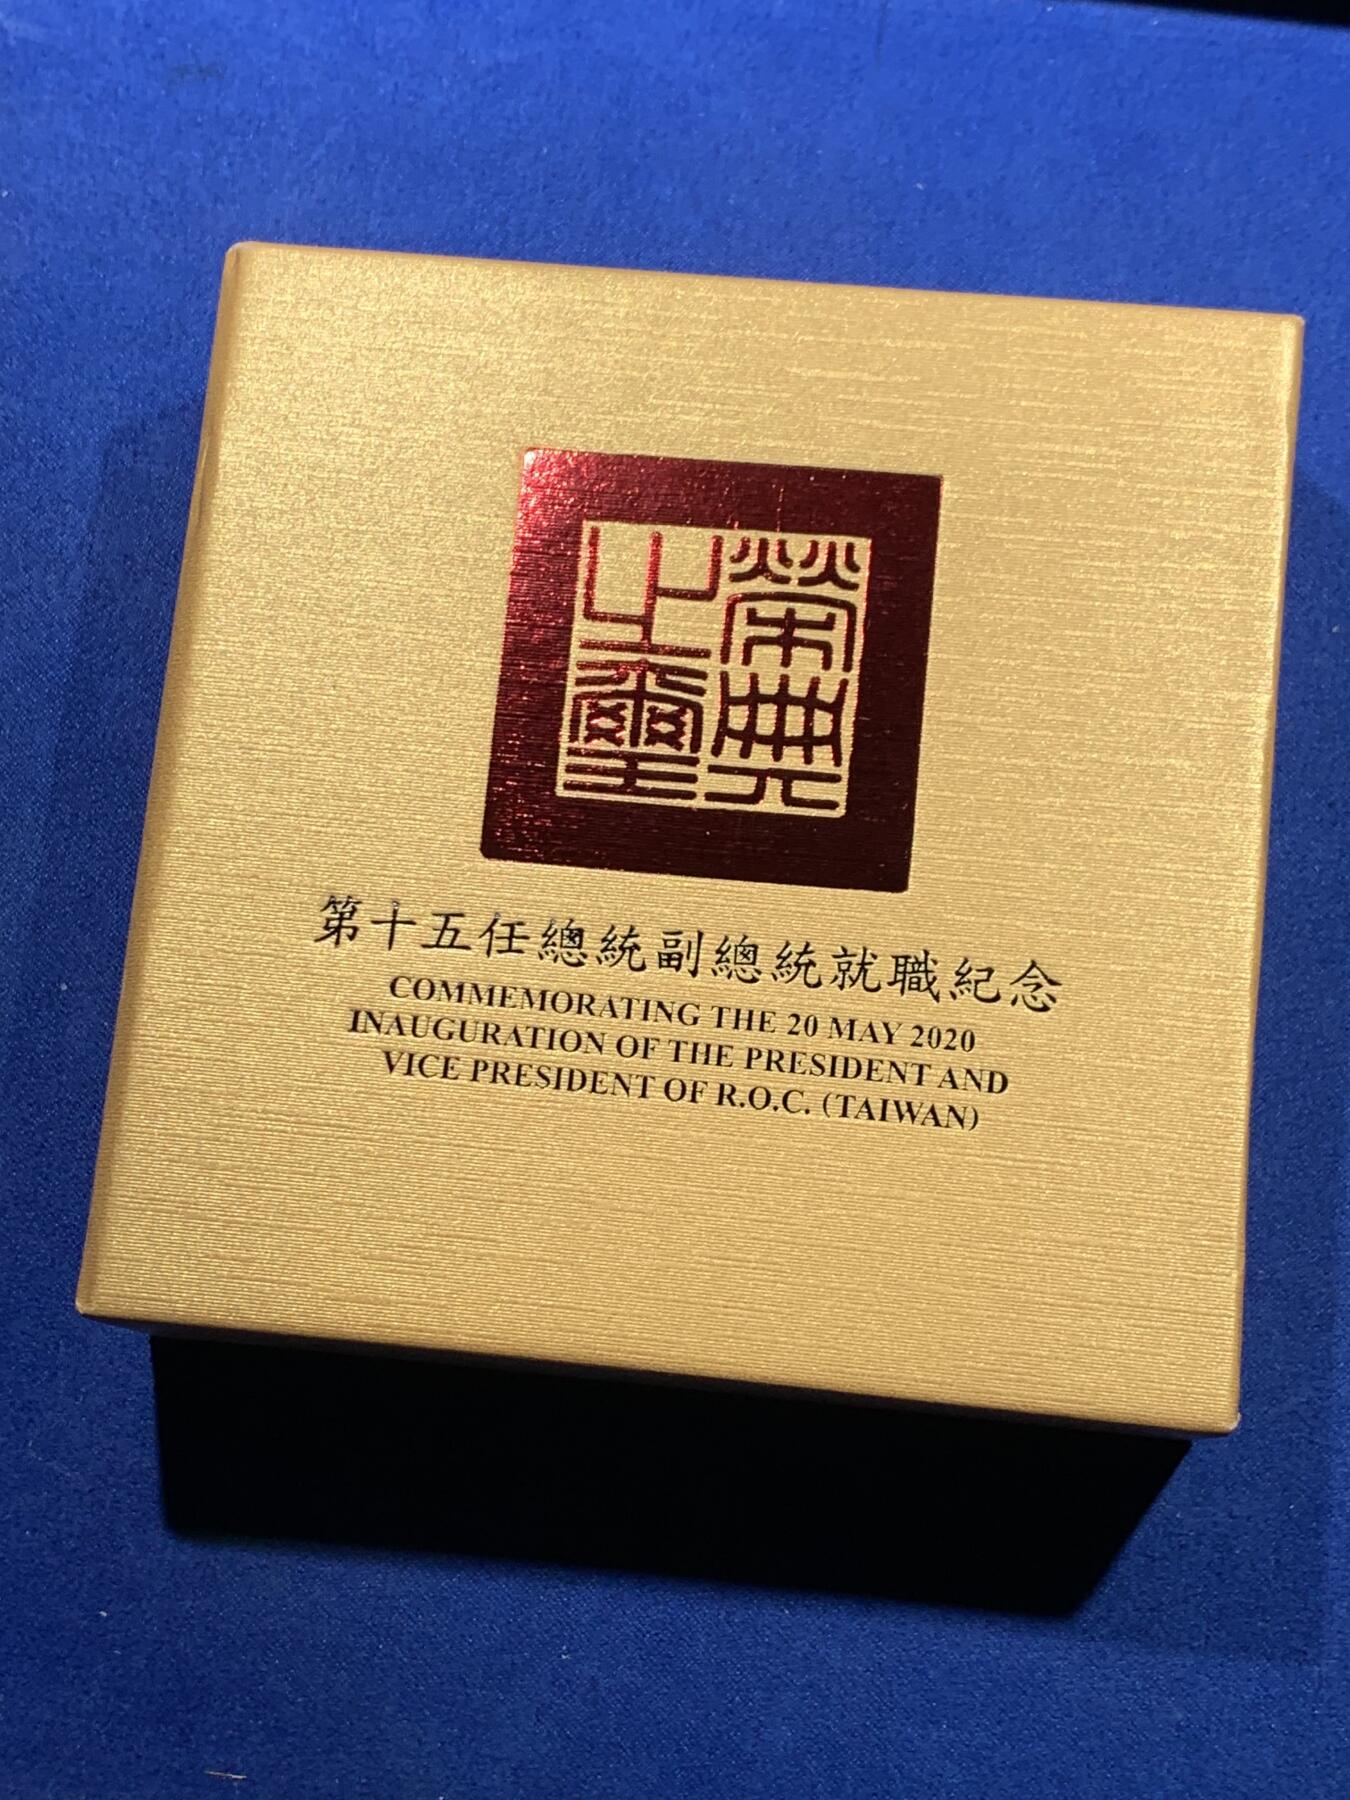 榮典之璽
第十五任總統副總統就職紀念
COMMEMORATING THE 20 MAY 2020
INAUGURATION OF THE PRESIDENT AND
VICE PRESIDENT OF R.O.C. (TAIWAN)